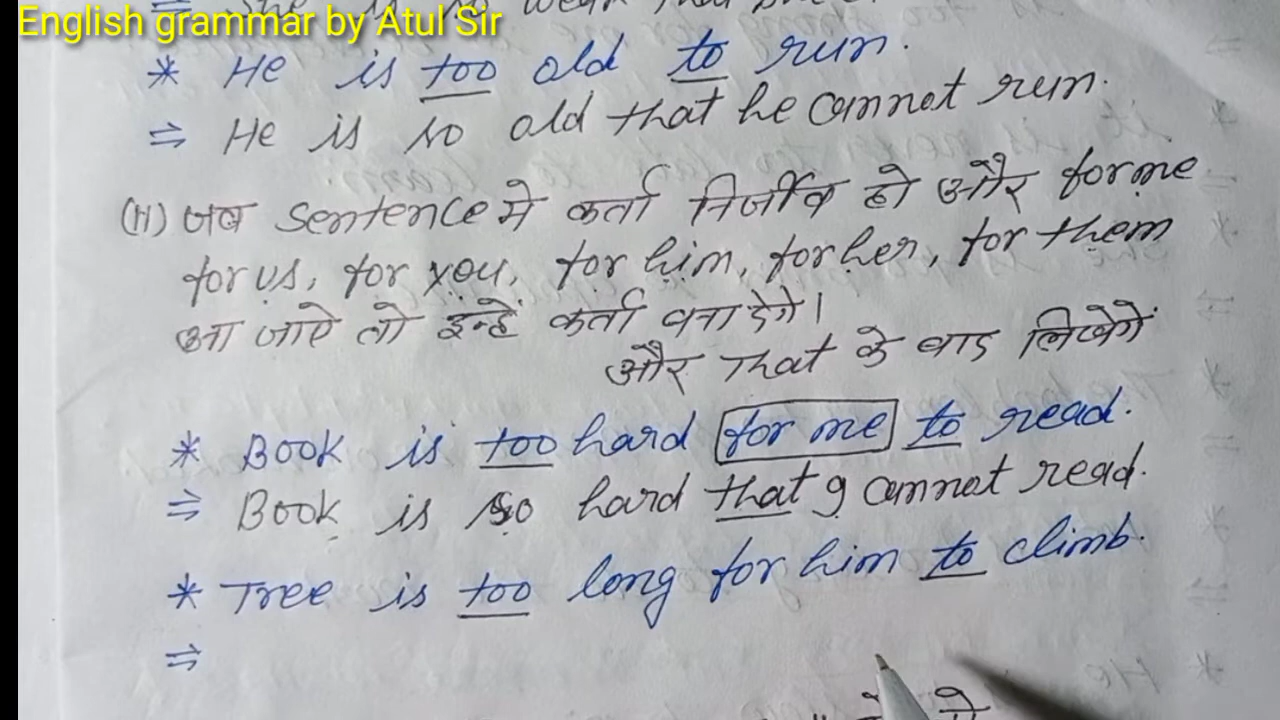 English grammar by Atul Sir
* He is too old to run.
⇒ He is so old that he cannot run.
(ii) जब sentence मे कर्ता निर्जीव हो और for me
for us, for you, for him, for her, for them
आ जाऐ तो इन्हें कर्ता बना देगे।
और That के बाद लिखेगें
* Book is too hard for me to read.
⇒ Book is so hard that I cannot read.
* Tree is too long for him to climb.
⇒